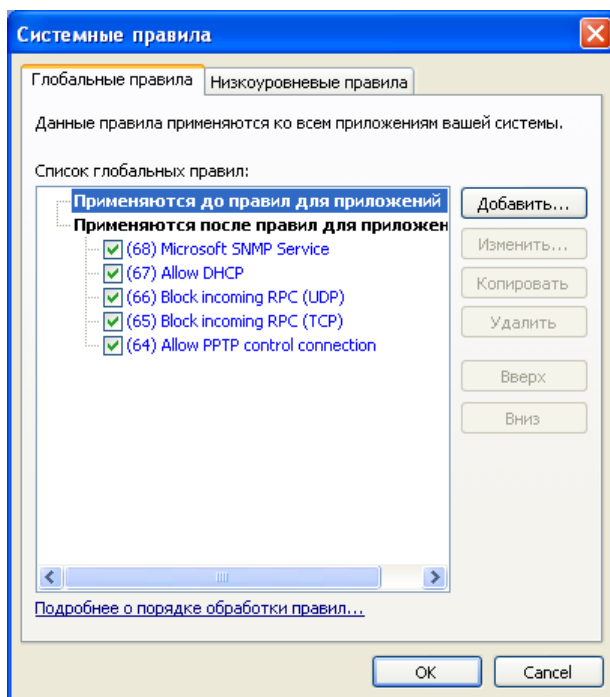 Системные правила
Глобальные правила
Низкоуровневые правила
Данные правила применяются ко всем приложениям вашей системы.
Список глобальных правил:
Применяются до правил для приложений
Применяются после правил для приложен
(68) Microsoft SNMP Service
(67) Allow DHCP
(66) Block incoming RPC (UDP)
(65) Block incoming RPC (TCP)
(64) Allow PPTP control connection
Добавить...
Изменить...
Копировать
Удалить
Вверх
Вниз
Подробнее о порядке обработки правил...
OK
Cancel